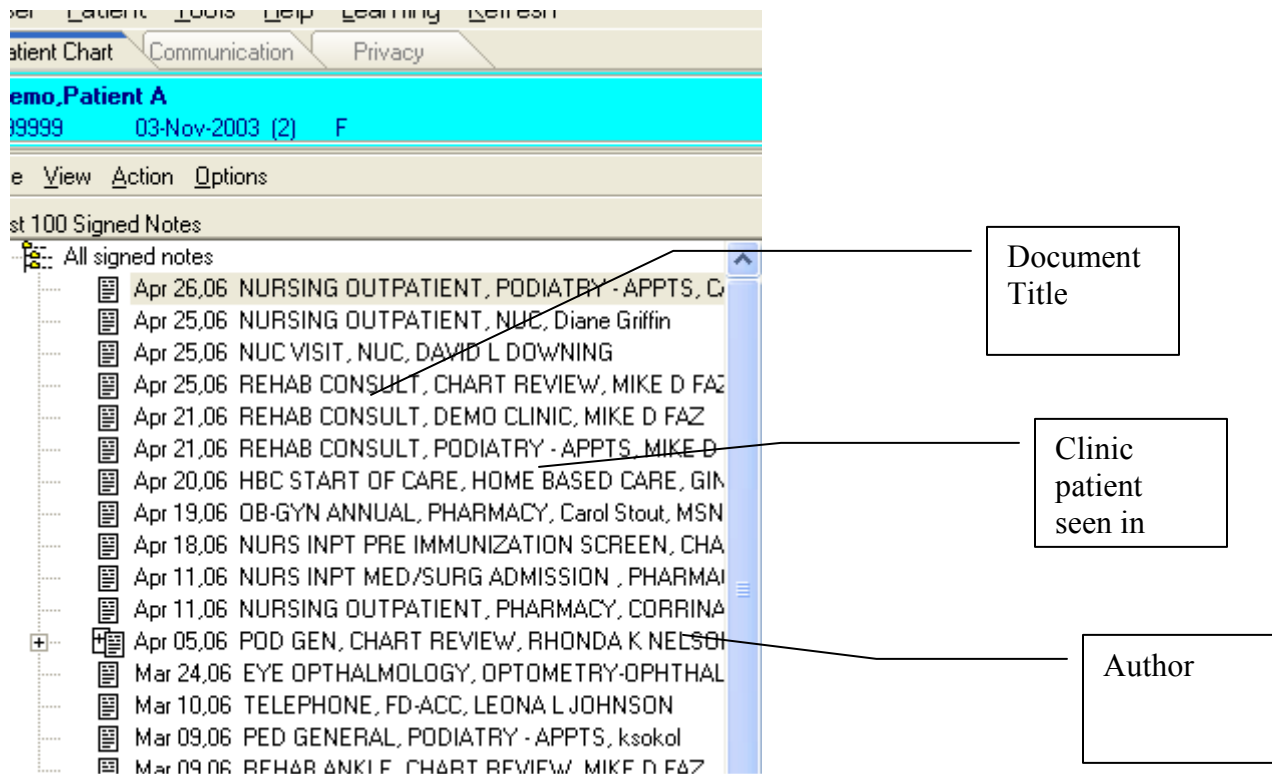 ser Patient Tools Help Learning Refresh
atient Chart Communication Privacy
emo,Patient A
99999 03-Nov-2003 (2) F
e View Action Options
st 100 Signed Notes
All signed notes
Apr 26,06 NURSING OUTPATIENT, PODIATRY - APPTS,
Apr 25,06 NURSING OUTPATIENT, NUC, Diane Griffin
Apr 25,06 NUC VISIT, NUC, DAVID L DOWNING
Apr 25,06 REHAB CONSULT, CHART REVIEW, MIKE D FAZ
Apr 21,06 REHAB CONSULT, DEMO CLINIC, MIKE D FAZ
Apr 21,06 REHAB CONSULT, PODIATRY - APPTS, MIKE D
Apr 20,06 HBC START OF CARE, HOME BASED CARE, GIN
Apr 19,06 OB-GYN ANNUAL, PHARMACY, Carol Stout, MSN
Apr 18,06 NURS INPT PRE IMMUNIZATION SCREEN, CHA
Apr 11,06 NURS INPT MED/SURG ADMISSION , PHARMA
Apr 11,06 NURSING OUTPATIENT, PHARMACY, CORRINA
Apr 05,06 POD GEN, CHART REVIEW, RHONDA K NELSON
Mar 24,06 EYE OPTHALMOLOGY, OPTOMETRY-OPHTHAL
Mar 10,06 TELEPHONE, FD-ACC, LEONA L JOHNSON
Mar 09,06 PED GENERAL, PODIATRY - APPTS, ksokol
Mar 09,06 REHAB ANKLE, CHART REVIEW, MIKE D FAZ
Document
Title
Clinic
patient
seen in
Author